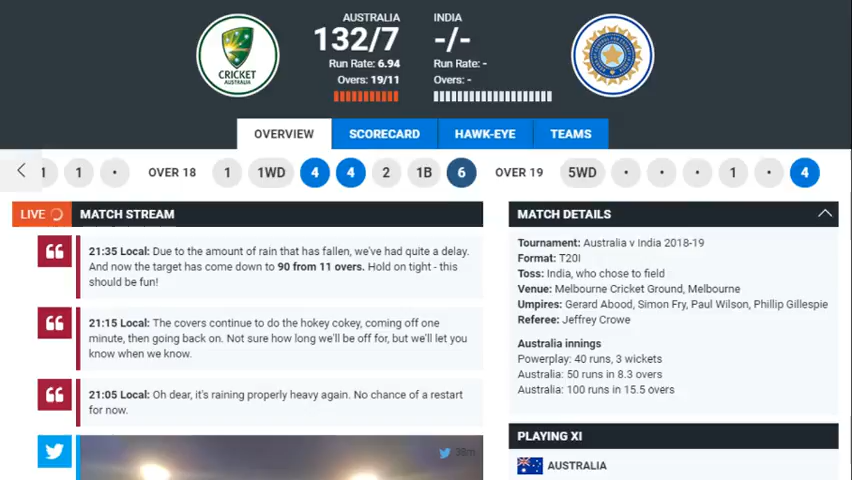 AUSTRALIA
132/7
Run Rate: 6.94
Overs: 19/11
INDIA
-/-
Run Rate: -
Overs: -
CRICKET
AUSTRALIA
OVERVIEW SCORECARD HAWK-EYE TEAMS
1 1 • OVER 18 1 1WD 4 4 2 1B 6 OVER 19 5WD • • • 1 • 4
LIVE MATCH STREAM
21:35 Local: Due to the amount of rain that has fallen, we've had quite a delay.
And now the target has come down to 90 from 11 overs. Hold on tight - this
should be fun!
21:15 Local: The covers continue to do the hokey cokey, coming off one
minute, then going back on. Not sure how long we'll be off for, but we'll let you
know when we know.
21:05 Local: Oh dear, it's raining properly heavy again. No chance of a restart
for now.
38m
MATCH DETAILS
Tournament: Australia v India 2018-19
Format: T20I
Toss: India, who chose to field
Venue: Melbourne Cricket Ground, Melbourne
Umpires: Gerard Abood, Simon Fry, Paul Wilson, Phillip Gillespie
Referee: Jeffrey Crowe
Australia innings
Powerplay: 40 runs, 3 wickets
Australia: 50 runs in 8.3 overs
Australia: 100 runs in 15.5 overs
PLAYING XI
AUSTRALIA